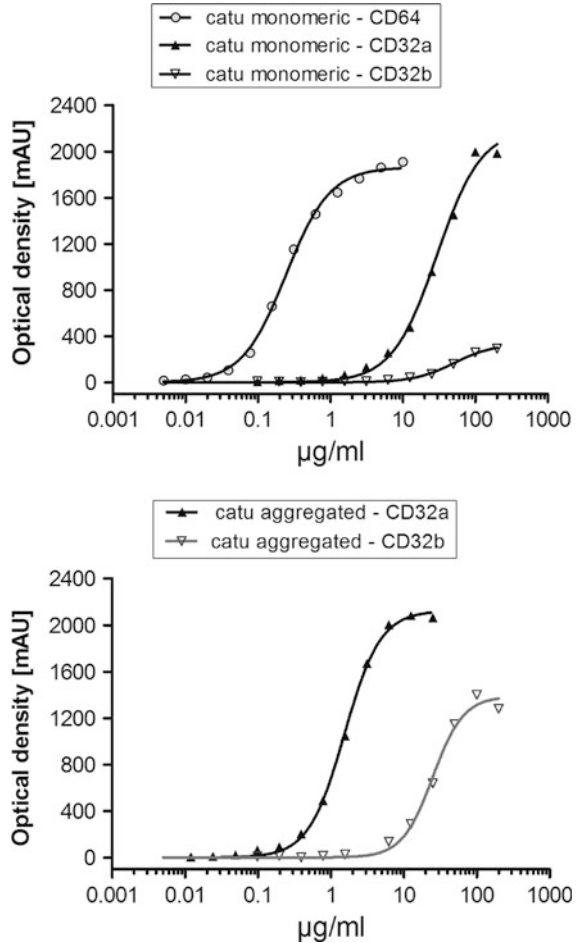 catu monomeric - CD64
catu monomeric - CD32a
catu monomeric - CD32b
Optical density [mAU]
2400
2000
1600
1200
800
400
0
0.001 0.01 0.1 1 10 100 1000
µg/ml
catu aggregated - CD32a
catu aggregated - CD32b
Optical density [mAU]
2400
2000
1600
1200
800
400
0
0.001 0.01 0.1 1 10 100 1000
µg/ml